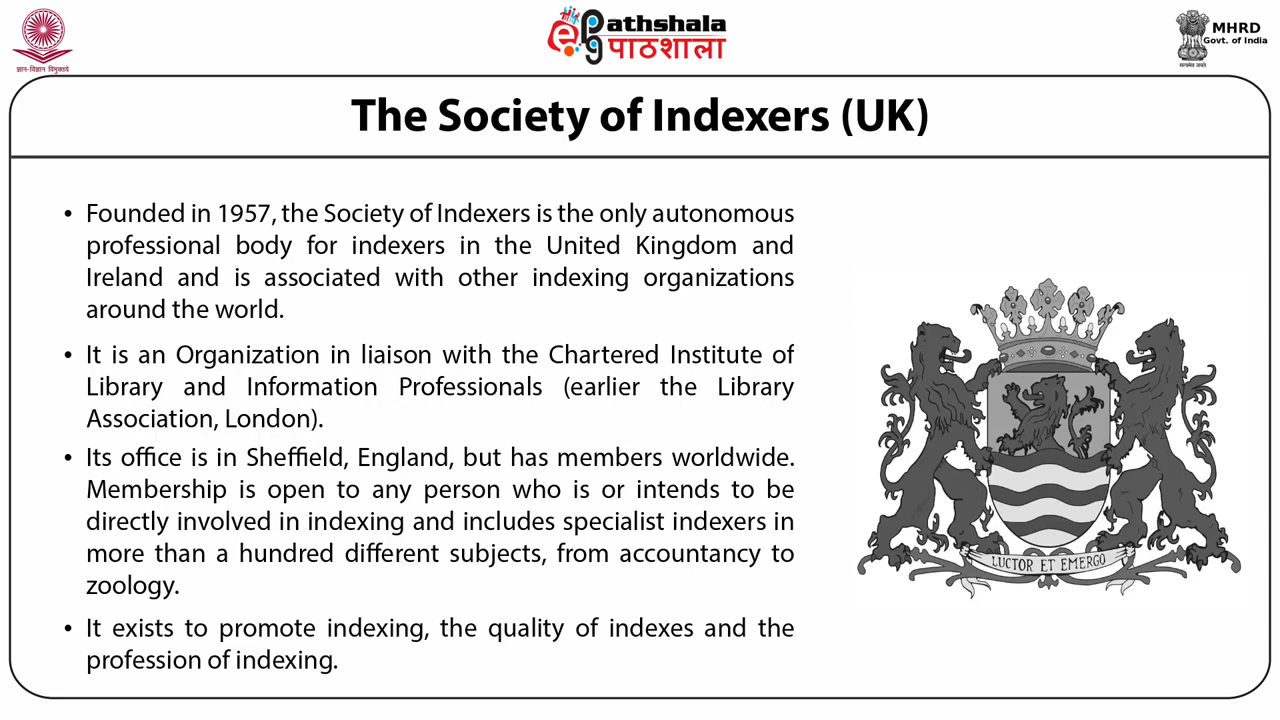 ज्ञान-विज्ञान विमुक्तये
epg
athshala
पाठशाला
MHRD
Govt. of India
सत्यमेव जयते
The Society of Indexers (UK)
• Founded in 1957, the Society of Indexers is the only autonomous
professional body for indexers in the United Kingdom and
Ireland and is associated with other indexing organizations
around the world.
• It is an Organization in liaison with the Chartered Institute of
Library and Information Professionals (earlier the Library
Association, London).
• Its office is in Sheffield, England, but has members worldwide.
Membership is open to any person who is or intends to be
directly involved in indexing and includes specialist indexers in
more than a hundred different subjects, from accountancy to
zoology.
• It exists to promote indexing, the quality of indexes and the
profession of indexing.
LUCTOR ET EMERGO